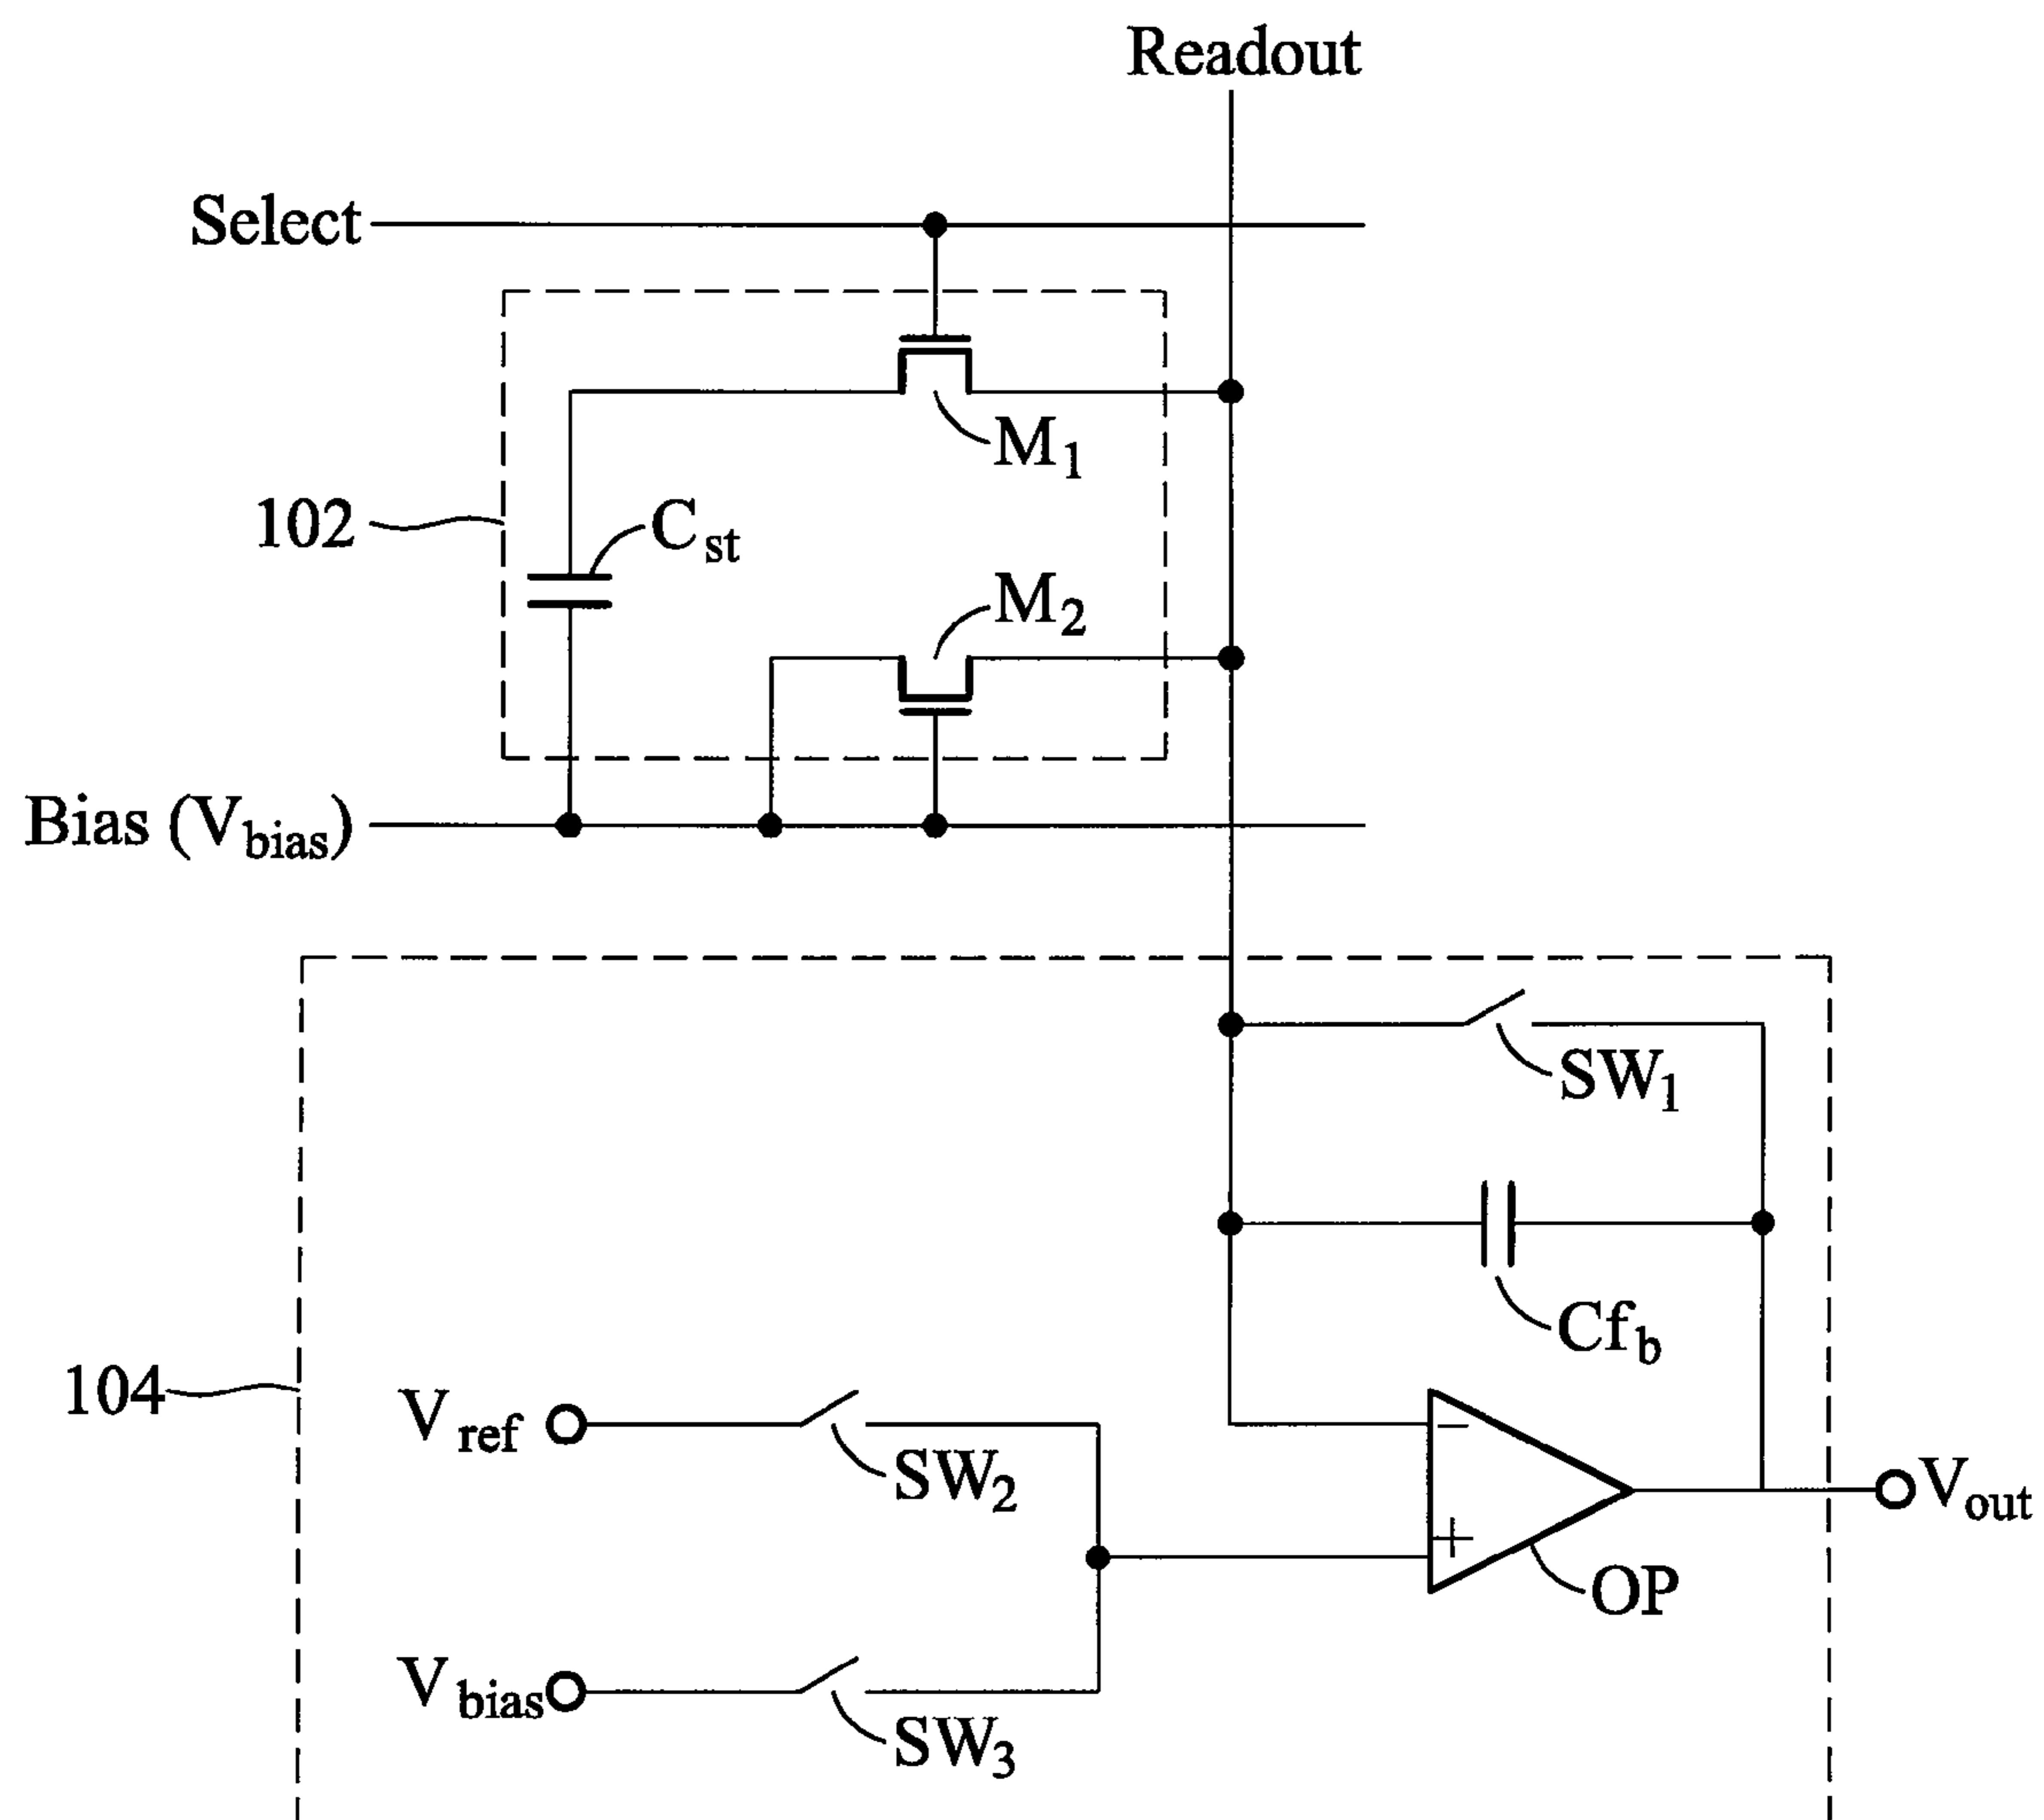 Readout
Select
M1
102
Cst
M2
Bias (Vbias)
SW1
Cfb
104
Vref
SW2
−
Vout
+
OP
Vbias
SW3